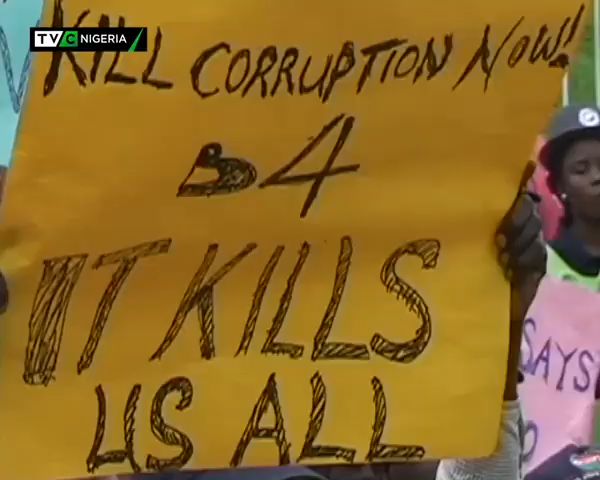 TVC NIGERIA
KILL CORRUPTION NOW!!
B4
IT KILLS
US ALL
SAYS